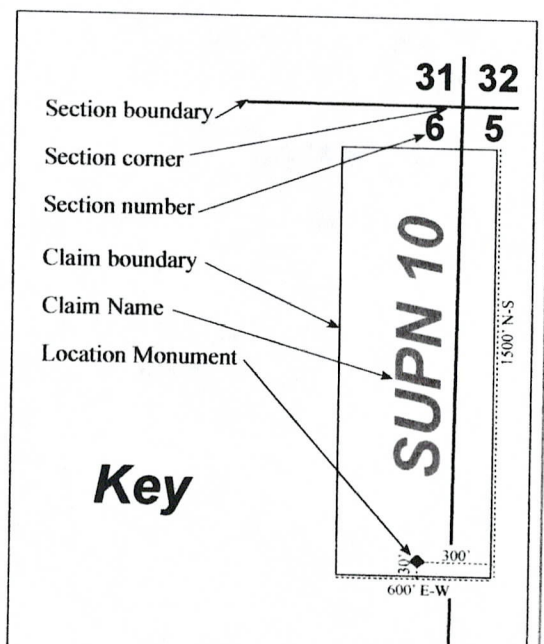 31 32
Section boundary
6 5
Section corner
Section number
Claim boundary
Claim Name
Location Monument
SUPN 10
1500' N-S
Key
30'
300'
600' E-W